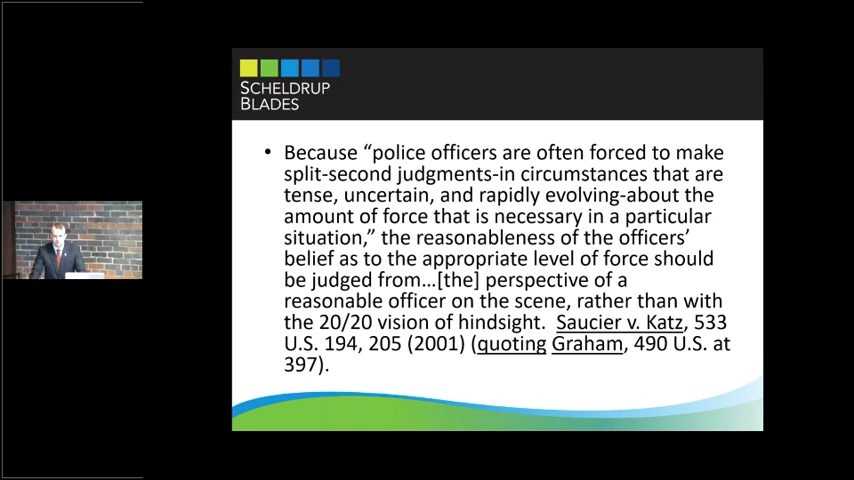 SCHELDRUP
BLADES
• Because “police officers are often forced to make
split-second judgments-in circumstances that are
tense, uncertain, and rapidly evolving-about the
amount of force that is necessary in a particular
situation,” the reasonableness of the officers’
belief as to the appropriate level of force should
be judged from…[the] perspective of a
reasonable officer on the scene, rather than with
the 20/20 vision of hindsight. Saucier v. Katz, 533
U.S. 194, 205 (2001) (quoting Graham, 490 U.S. at
397).